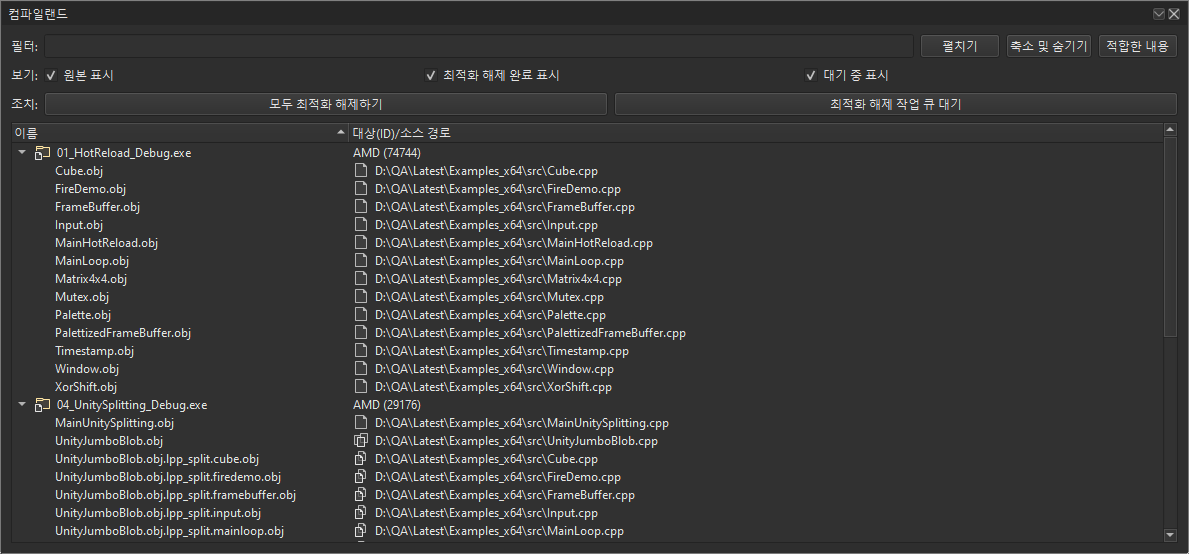 컴파일랜드
필터: 펼치기 축소 및 숨기기 적합한 내용
보기: 원본 표시 최적화 해제 완료 표시 대기 중 표시
조치: 모두 최적화 해제하기 최적화 해제 작업 큐 대기
이름 대상(ID)/소스 경로
01_HotReload_Debug.exe AMD (74744)
Cube.obj D:\QA\Latest\Examples_x64\src\Cube.cpp
FireDemo.obj D:\QA\Latest\Examples_x64\src\FireDemo.cpp
FrameBuffer.obj D:\QA\Latest\Examples_x64\src\FrameBuffer.cpp
Input.obj D:\QA\Latest\Examples_x64\src\Input.cpp
MainHotReload.obj D:\QA\Latest\Examples_x64\src\MainHotReload.cpp
MainLoop.obj D:\QA\Latest\Examples_x64\src\MainLoop.cpp
Matrix4x4.obj D:\QA\Latest\Examples_x64\src\Matrix4x4.cpp
Mutex.obj D:\QA\Latest\Examples_x64\src\Mutex.cpp
Palette.obj D:\QA\Latest\Examples_x64\src\Palette.cpp
PalettizedFrameBuffer.obj D:\QA\Latest\Examples_x64\src\PalettizedFrameBuffer.cpp
Timestamp.obj D:\QA\Latest\Examples_x64\src\Timestamp.cpp
Window.obj D:\QA\Latest\Examples_x64\src\Window.cpp
XorShift.obj D:\QA\Latest\Examples_x64\src\XorShift.cpp
04_UnitySplitting_Debug.exe AMD (29176)
MainUnitySplitting.obj D:\QA\Latest\Examples_x64\src\MainUnitySplitting.cpp
UnityJumboBlob.obj D:\QA\Latest\Examples_x64\src\UnityJumboBlob.cpp
UnityJumboBlob.obj.lpp_split.cube.obj D:\QA\Latest\Examples_x64\src\Cube.cpp
UnityJumboBlob.obj.lpp_split.firedemo.obj D:\QA\Latest\Examples_x64\src\FireDemo.cpp
UnityJumboBlob.obj.lpp_split.framebuffer.obj D:\QA\Latest\Examples_x64\src\FrameBuffer.cpp
UnityJumboBlob.obj.lpp_split.input.obj D:\QA\Latest\Examples_x64\src\Input.cpp
UnityJumboBlob.obj.lpp_split.mainloop.obj D:\QA\Latest\Examples_x64\src\MainLoop.cpp